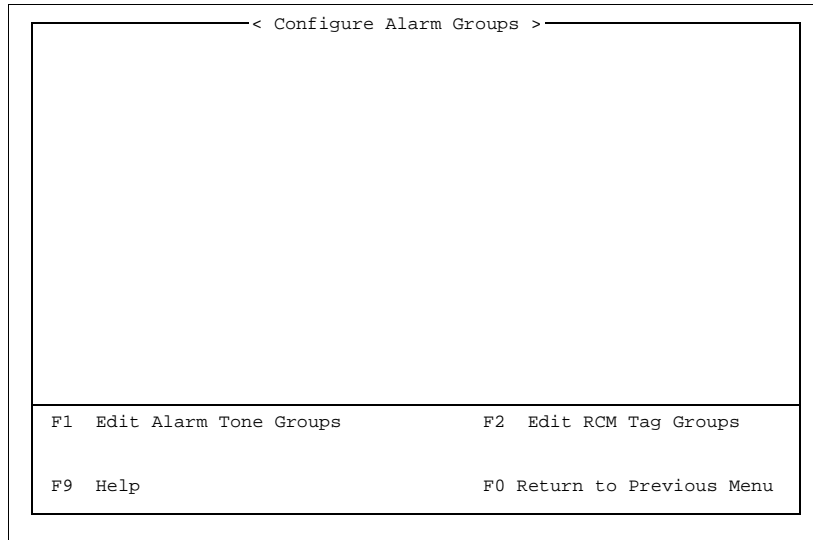 < Configure Alarm Groups >
F1 Edit Alarm Tone Groups F2 Edit RCM Tag Groups
F9 Help F0 Return to Previous Menu